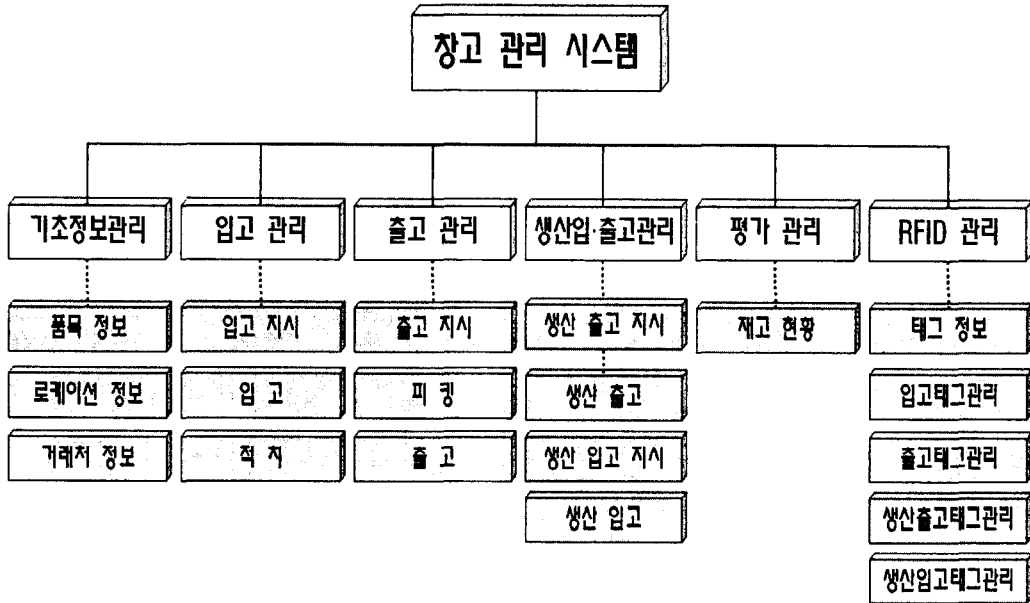 창고 관리 시스템
기초정보관리
입고 관리
출고 관리
생산입·출고관리
평가 관리
RFID 관리
품목 정보
입고 지시
출고 지시
생산 출고 지시
재고 현황
태그 정보
로케이션 정보
입 고
피 킹
생산 출고
입고태그관리
거래처 정보
적 치
출 고
생산 입고 지시
출고태그관리
생산 입고
생산출고태그관리
생산입고태그관리